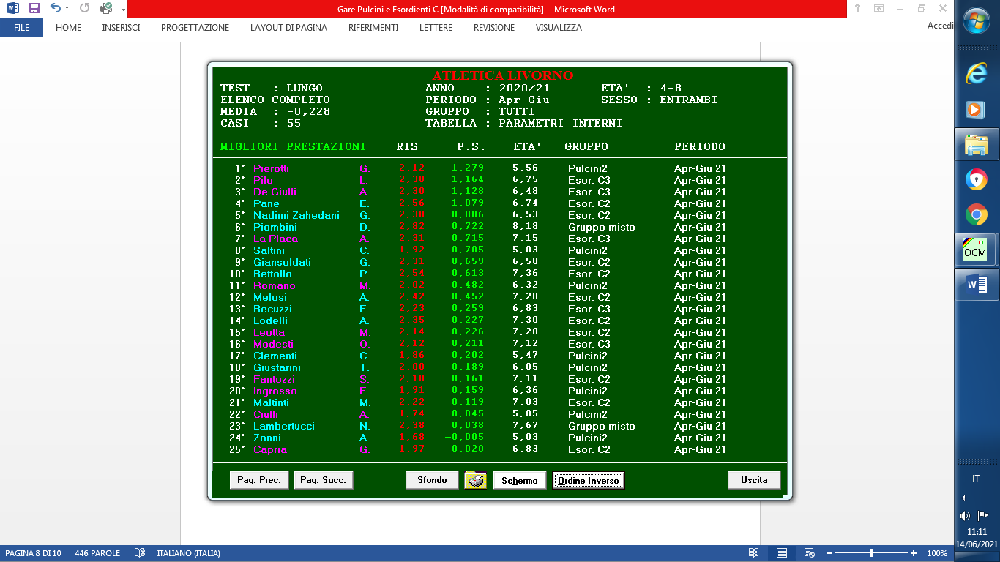 Gare Pulcini e Esordienti C [Modalità di compatibilità] - Microsoft Word
FILE HOME INSERISCI PROGETTAZIONE LAYOUT DI PAGINA RIFERIMENTI LETTERE REVISIONE VISUALIZZA Accedi
ATLETICA LIVORNO
TEST : LUNGO ANNO : 2020/21 ETA' : 4-8
ELENCO COMPLETO PERIODO : Apr-Giu SESSO : ENTRAMBI
MEDIA : -0,228 GRUPPO : TUTTI
CASI : 55 TABELLA : PARAMETRI INTERNI
MIGLIORI PRESTAZIONI RIS P.S. ETA' GRUPPO PERIODO
1° Pierotti G. 2.12 1,279 5,56 Pulcini2 Apr-Giu 21
2° Pilo L. 2.38 1,164 6,75 Esor. C3 Apr-Giu 21
3° De Giulli A. 2.30 1,128 6,48 Esor. C3 Apr-Giu 21
4° Pane E. 2.56 1,079 6,74 Esor. C2 Apr-Giu 21
5° Nadimi Zahedani G. 2.38 0,806 6,53 Esor. C2 Apr-Giu 21
6° Piombini D. 2.82 0,722 8,18 Gruppo misto Apr-Giu 21
7° La Placa A. 2.31 0,715 7,15 Esor. C3 Apr-Giu 21
8° Saltini C. 1.92 0,705 5,03 Pulcini2 Apr-Giu 21
9° Giansoldati G. 2.31 0,659 6,50 Esor. C2 Apr-Giu 21
10° Bettolla P. 2.54 0,613 7,36 Esor. C2 Apr-Giu 21
11° Romano M. 2.02 0,482 6,32 Pulcini2 Apr-Giu 21
12° Melosi A. 2.42 0,452 7,20 Esor. C2 Apr-Giu 21
13° Becuzzi F. 2.23 0,259 6,83 Esor. C3 Apr-Giu 21
14° Lodelli A. 2.35 0,227 7,30 Esor. C2 Apr-Giu 21
15° Leotta M. 2.14 0,226 7,20 Esor. C2 Apr-Giu 21
16° Modesti O. 2.12 0,211 7,12 Esor. C3 Apr-Giu 21
17° Clementi C. 1.86 0,202 5,47 Pulcini2 Apr-Giu 21
18° Giustarini T. 2.00 0,189 6,05 Pulcini2 Apr-Giu 21
19° Fantozzi S. 2.10 0,161 7,11 Esor. C2 Apr-Giu 21
20° Ingrosso E. 1.91 0,159 6,36 Pulcini2 Apr-Giu 21
21° Maltinti M. 2.22 0,119 7,03 Esor. C2 Apr-Giu 21
22° Ciuffi A. 1.74 0,045 5,85 Pulcini2 Apr-Giu 21
23° Lambertucci N. 2.38 0,038 7,67 Gruppo misto Apr-Giu 21
24° Zanni A. 1.68 -0,005 5,03 Pulcini2 Apr-Giu 21
25° Capria G. 1.97 -0,020 6,83 Esor. C2 Apr-Giu 21
Pag. Prec. Pag. Succ. Sfondo Schermo Ordine Inverso Uscita
OCM
IT
11:11
14/06/2021
PAGINA 8 DI 10 446 PAROLE ITALIANO (ITALIA) 100%